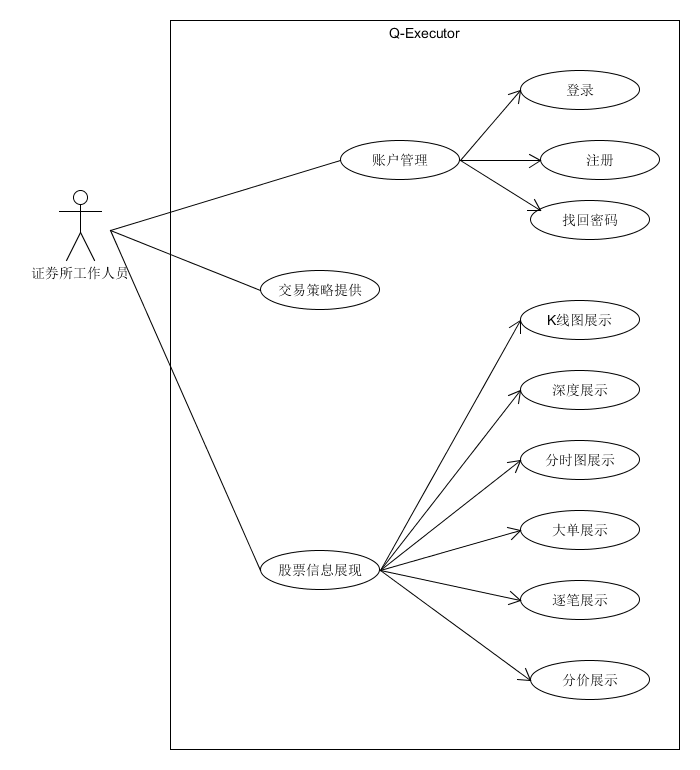 Q-Executor
登录
账户管理
注册
找回密码
证券所工作人员
交易策略提供
K线图展示
深度展示
分时图展示
大单展示
股票信息展现
逐笔展示
分价展示